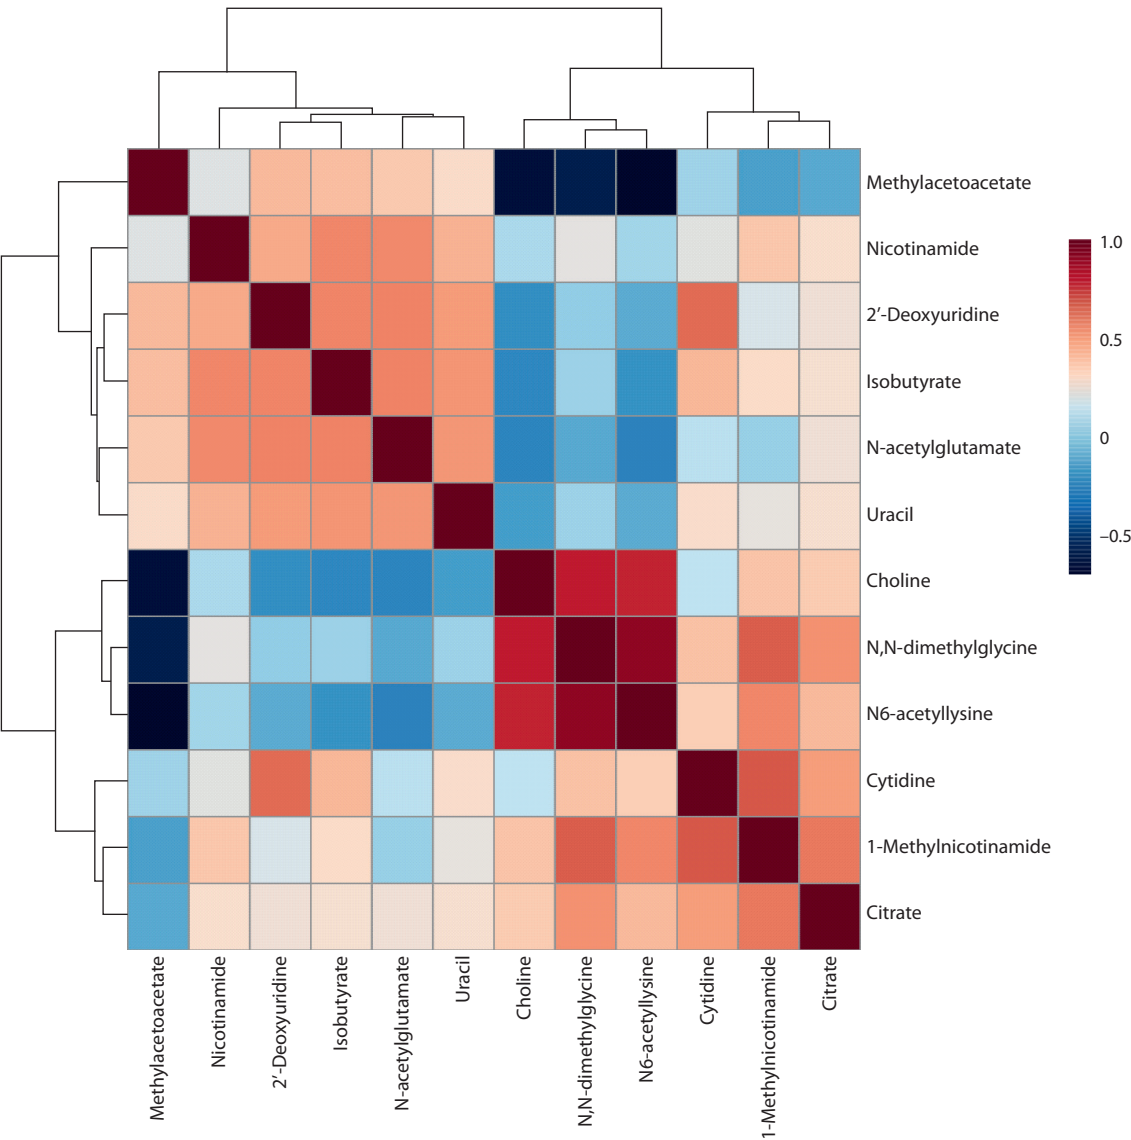 Methylacetoacetate
Nicotinamide
2′-Deoxyuridine
Isobutyrate
N-acetylglutamate
Uracil
Choline
N,N-dimethylglycine
N6-acetyllysine
Cytidine
1-Methylnicotinamide
Citrate
1.0
0.5
0
–0.5
Methylacetoacetate
Nicotinamide
2′-Deoxyuridine
Isobutyrate
N-acetylglutamate
Uracil
Choline
N,N-dimethylglycine
N6-acetyllysine
Cytidine
1-Methylnicotinamide
Citrate